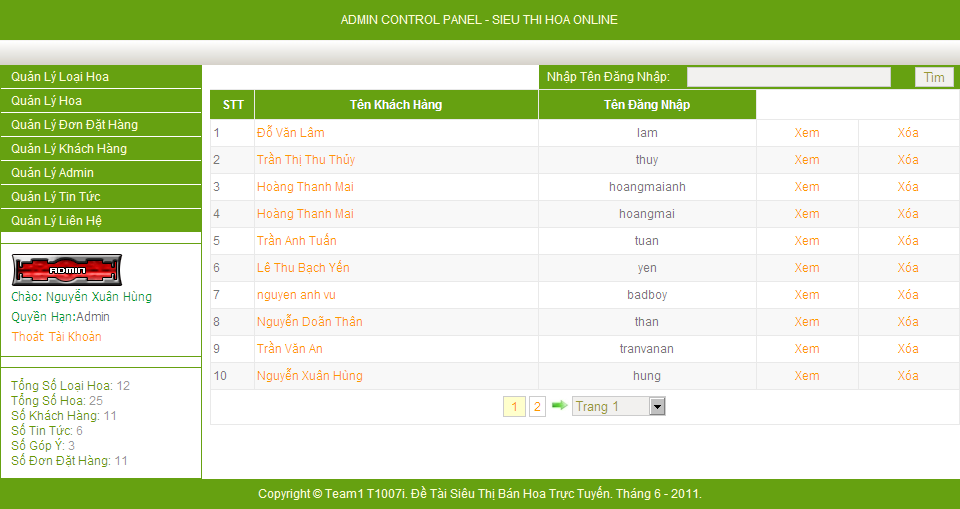 ADMIN CONTROL PANEL - SIEU THI HOA ONLINE
Quản Lý Loại Hoa
Quản Lý Hoa
Quản Lý Đơn Đặt Hàng
Quản Lý Khách Hàng
Quản Lý Admin
Quản Lý Tin Tức
Quản Lý Liên Hệ
ADMIN
Chào: Nguyễn Xuân Hùng
Quyền Hạn:Admin
Thoát Tài Khoản
Tổng Số Loại Hoa: 12
Tổng Số Hoa: 25
Số Khách Hàng: 11
Số Tin Tức: 6
Số Góp Ý: 3
Số Đơn Đặt Hàng: 11
Nhập Tên Đăng Nhập: Tìm
STT Tên Khách Hàng Tên Đăng Nhập
1 Đỗ Văn Lâm lam Xem Xóa
2 Trần Thị Thu Thủy thuy Xem Xóa
3 Hoàng Thanh Mai hoangmaianh Xem Xóa
4 Hoàng Thanh Mai hoangmai Xem Xóa
5 Trần Anh Tuấn tuan Xem Xóa
6 Lê Thu Bạch Yến yen Xem Xóa
7 nguyen anh vu badboy Xem Xóa
8 Nguyễn Doãn Thân than Xem Xóa
9 Trần Văn An tranvanan Xem Xóa
10 Nguyễn Xuân Hùng hung Xem Xóa
1 2 Trang 1
Copyright © Team1 T1007i. Đề Tài Siêu Thị Bán Hoa Trực Tuyến. Tháng 6 - 2011.